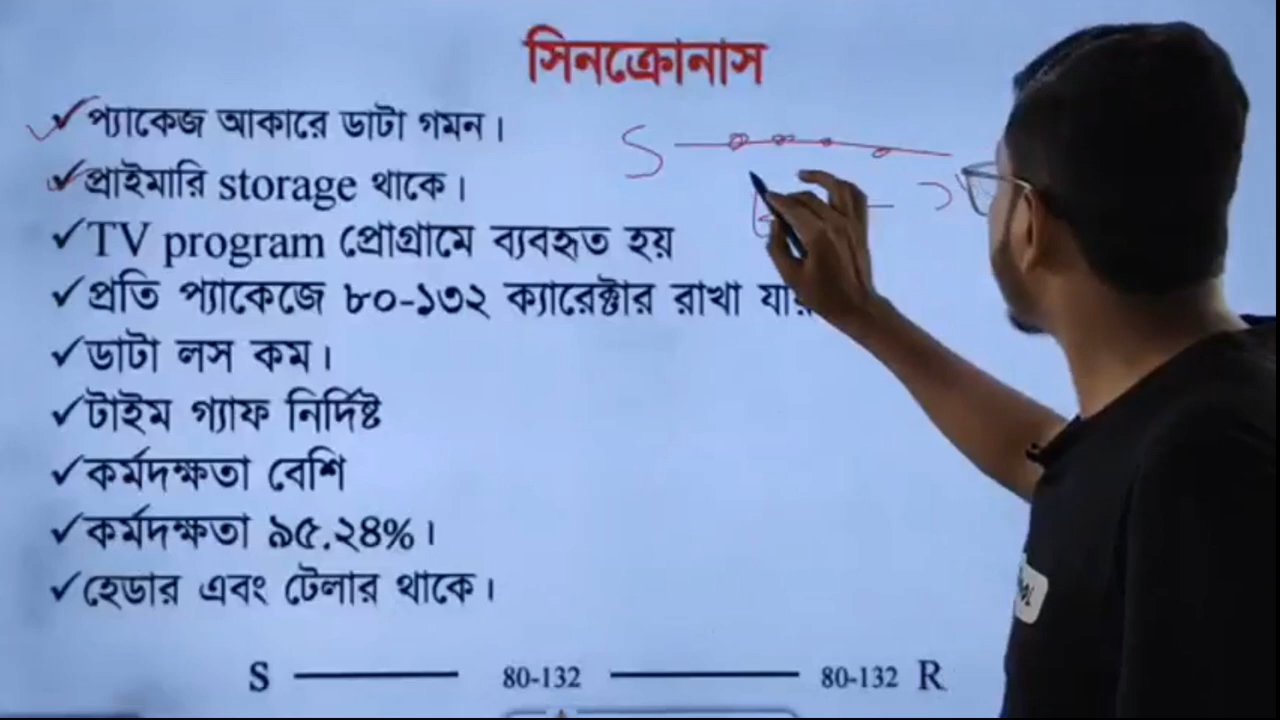 সিনক্রোনাস
✓প্যাকেজ আকারে ডাটা গমন।
✓প্রাইমারি storage থাকে।
✓TV program প্রোগ্রামে ব্যবহৃত হয়
✓প্রতি প্যাকেজে ৮০-১৩২ ক্যারেক্টার রাখা
✓ডাটা লস কম।
✓টাইম গ্যাফ নির্দিষ্ট
✓কর্মদক্ষতা বেশি
✓কর্মদক্ষতা ৯৫.২৪%।
✓হেডার এবং টেলার থাকে।
S 80-132 80-132 R
S